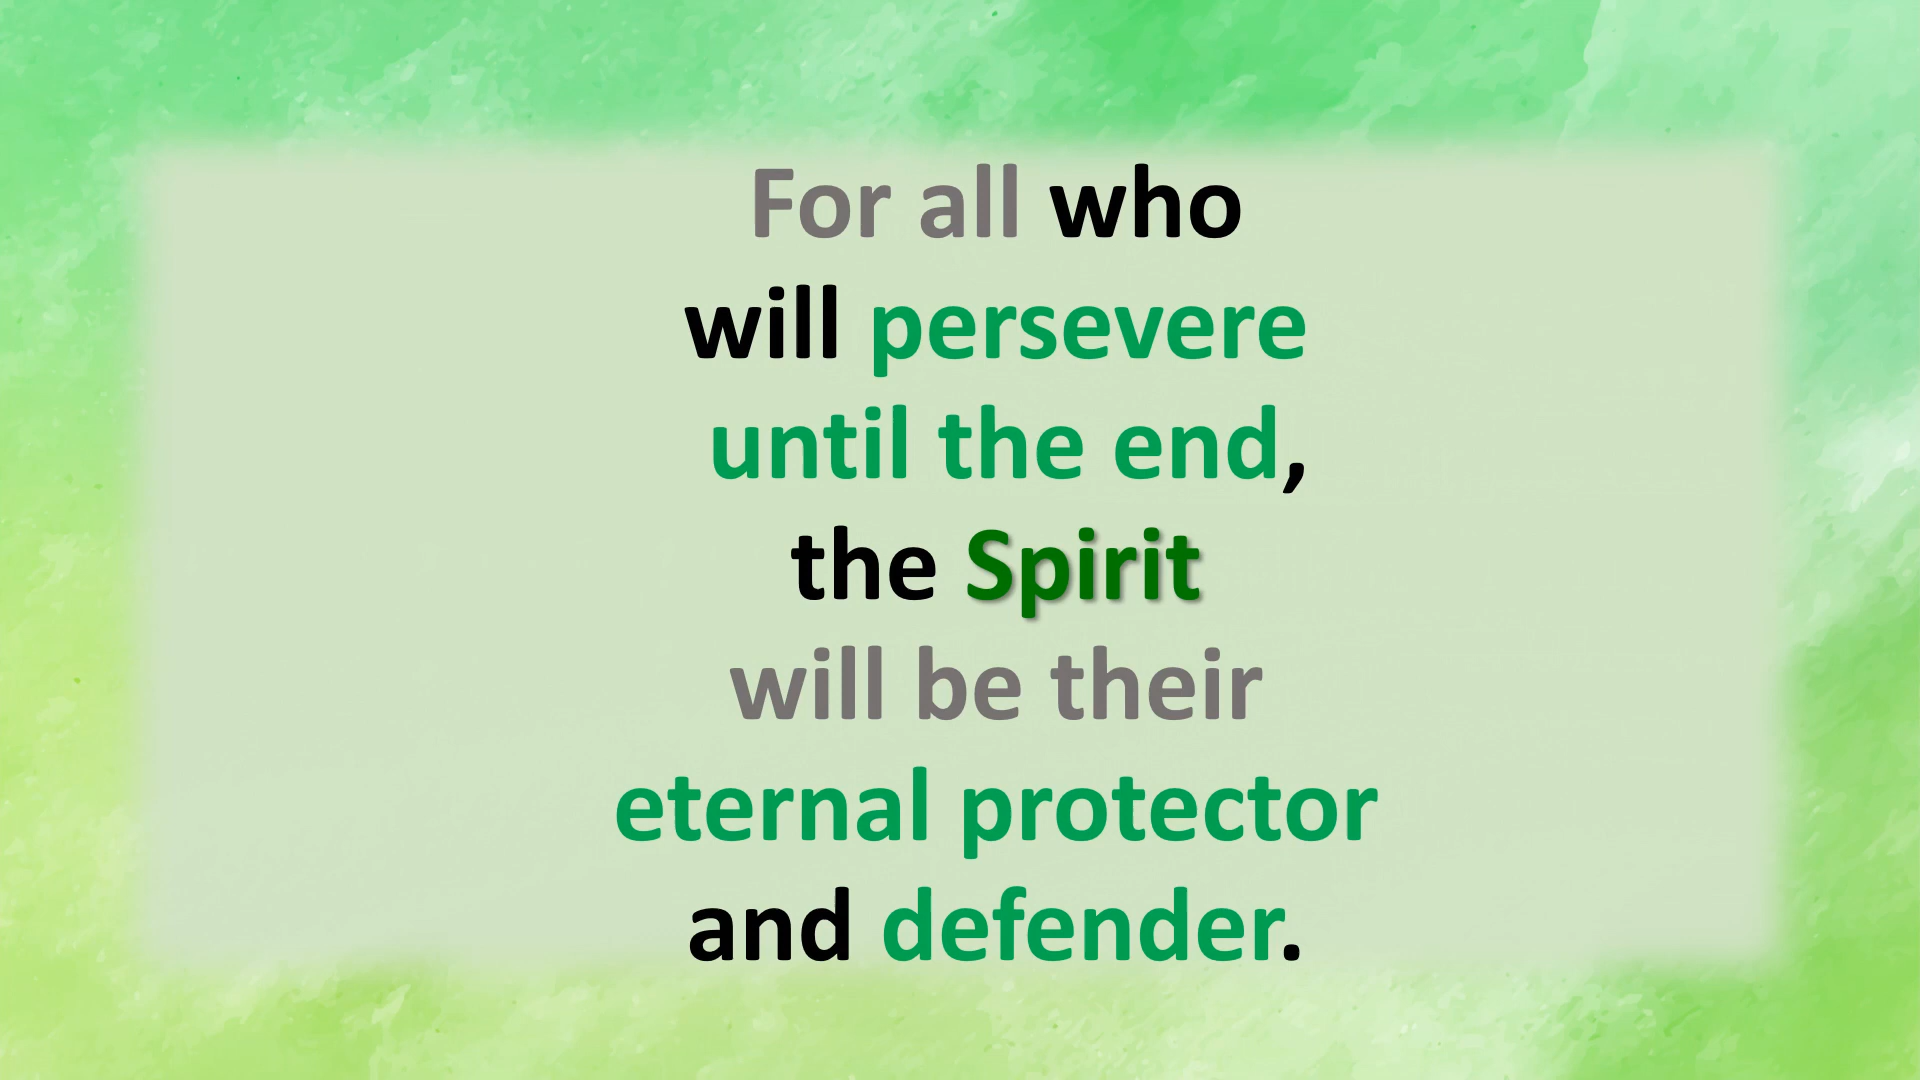 For all who
will persevere
until the end,
the Spirit
will be their
eternal protector
and defender.